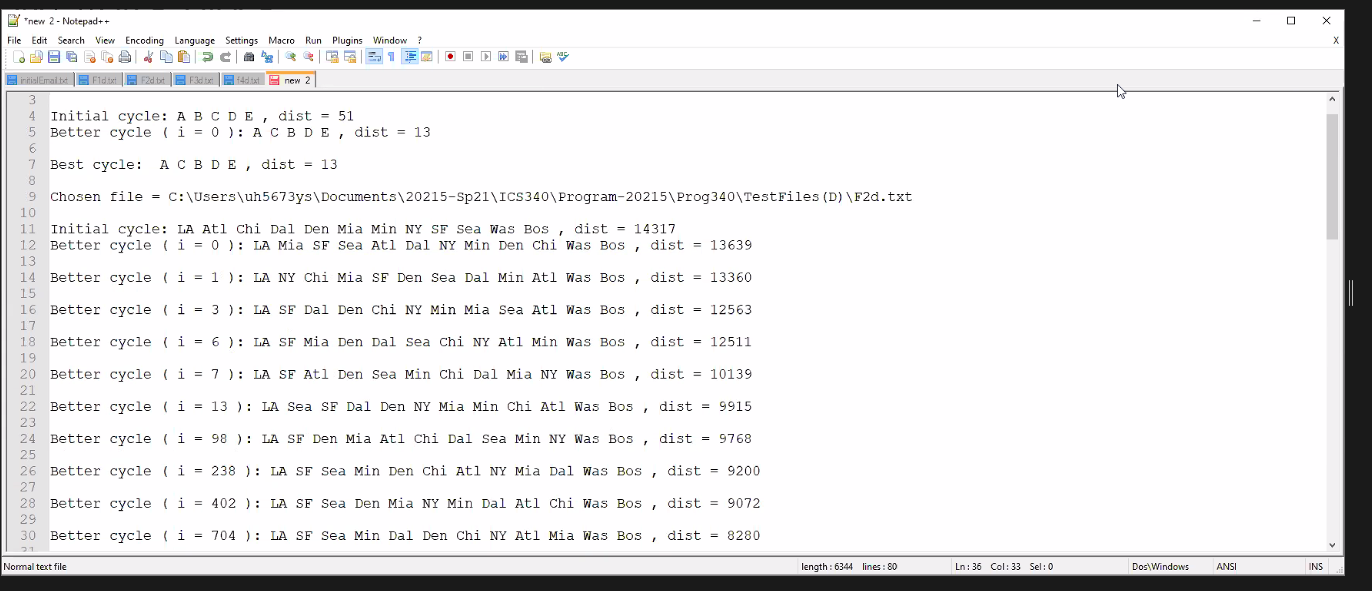 *new 2 - Notepad++
File Edit Search View Encoding Language Settings Macro Run Plugins Window ? X
initialEmail.txt F1d.txt F2d.txt F3d.txt f4d.txt new 2
3
4 Initial cycle: A B C D E , dist = 51
5 Better cycle ( i = 0 ): A C B D E , dist = 13
6
7 Best cycle: A C B D E , dist = 13
8
9 Chosen file = C:\Users\uh5673ys\Documents\20215-Sp21\ICS340\Program-20215\Prog340\TestFiles(D)\F2d.txt
10
11 Initial cycle: LA Atl Chi Dal Den Mia Min NY SF Sea Was Bos , dist = 14317
12 Better cycle ( i = 0 ): LA Mia SF Sea Atl Dal NY Min Den Chi Was Bos , dist = 13639
13
14 Better cycle ( i = 1 ): LA NY Chi Mia SF Den Sea Dal Min Atl Was Bos , dist = 13360
15
16 Better cycle ( i = 3 ): LA SF Dal Den Chi NY Min Mia Sea Atl Was Bos , dist = 12563
17
18 Better cycle ( i = 6 ): LA SF Mia Den Dal Sea Chi NY Atl Min Was Bos , dist = 12511
19
20 Better cycle ( i = 7 ): LA SF Atl Den Sea Min Chi Dal Mia NY Was Bos , dist = 10139
21
22 Better cycle ( i = 13 ): LA Sea SF Dal Den NY Mia Min Chi Atl Was Bos , dist = 9915
23
24 Better cycle ( i = 98 ): LA SF Den Mia Atl Chi Dal Sea Min NY Was Bos , dist = 9768
25
26 Better cycle ( i = 238 ): LA SF Sea Min Den Chi Atl NY Mia Dal Was Bos , dist = 9200
27
28 Better cycle ( i = 402 ): LA SF Sea Den Mia NY Min Dal Atl Chi Was Bos , dist = 9072
29
30 Better cycle ( i = 704 ): LA SF Sea Min Dal Den Chi NY Atl Mia Was Bos , dist = 8280
31
Normal text file length : 6344 lines : 80 Ln : 36 Col : 33 Sel : 0 Dos\Windows ANSI INS